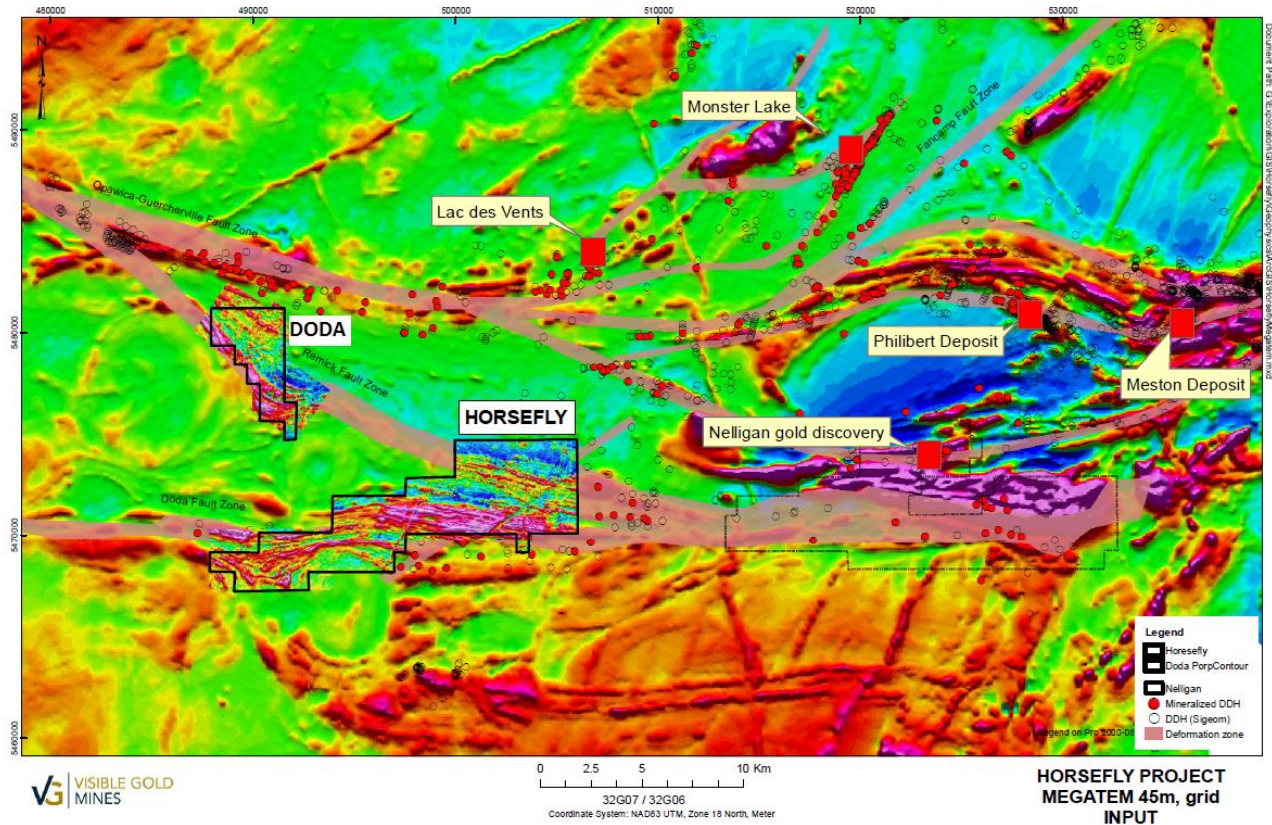 480000 490000 500000 510000 520000 530000
N
5490000
5480000
5470000
5460000
Monster Lake
Fancamp Fault Zone
Lac des Vents
Opawica-Guercherville Fault Zone
DODA
Remick Fault Zone
Philibert Deposit
Meston Deposit
HORSEFLY
Nelligan gold discovery
Doda Fault Zone
Legend
Horesefly
Doda PorpContour
Nelligan
Mineralized DDH
DDH (Sigeom)
Deformation zone
VG VISIBLE GOLD
MINES
0 2.5 5 10 Km
32G07 / 32G06
Coordinate System: NAD83 UTM, Zone 18 North, Meter
HORSEFLY PROJECT
MEGATEM 45m, grid
INPUT